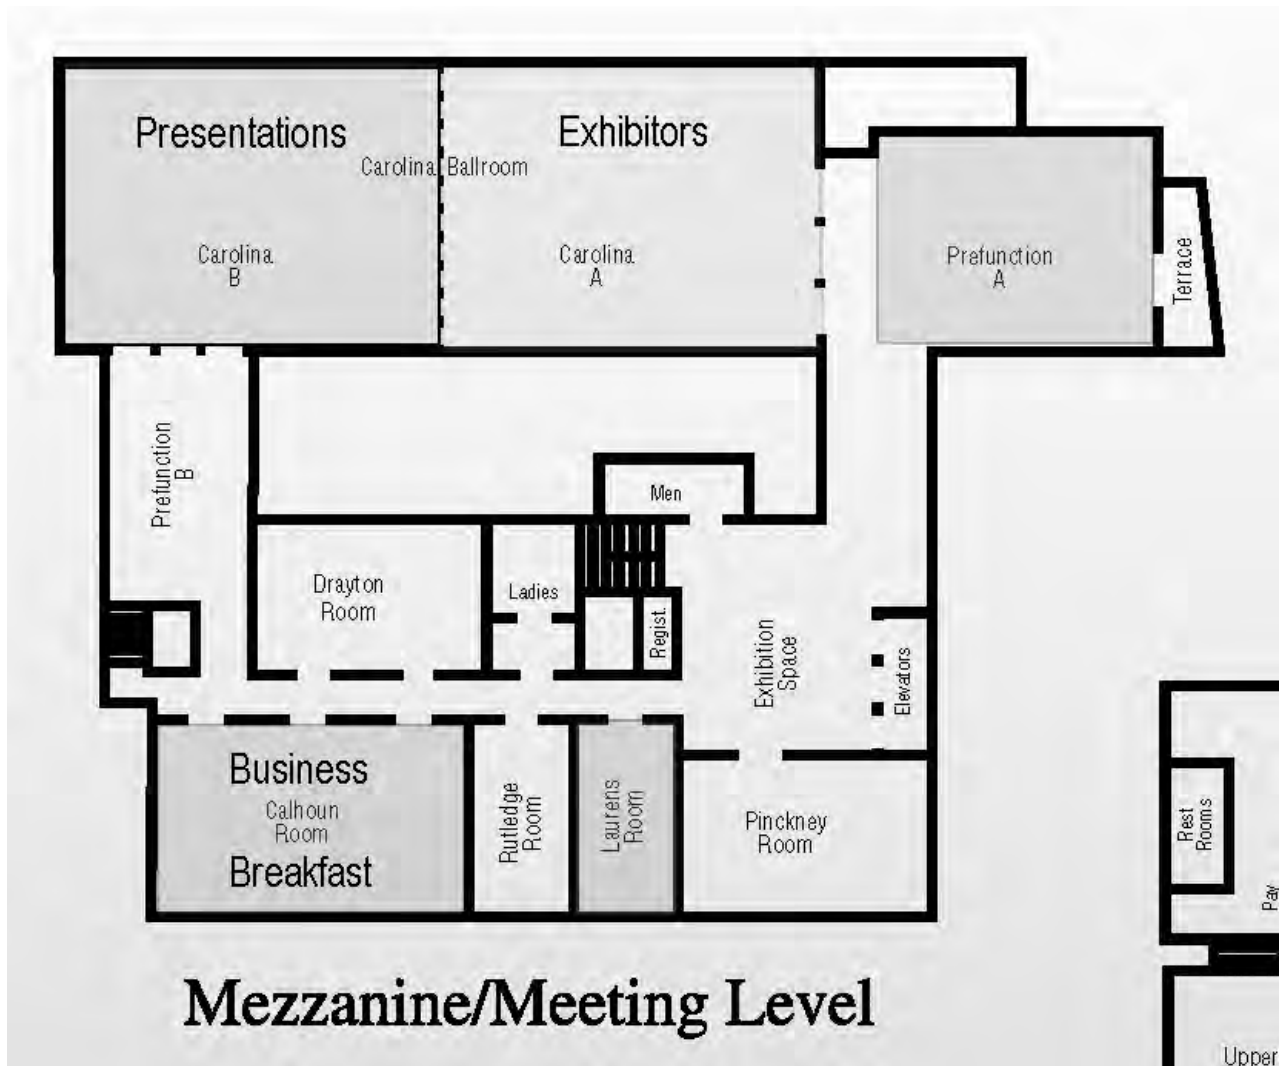 Presentations
Exhibitors
Carolina Ballroom
Carolina
B
Carolina
A
Prefunction
A
Terrace
Prefunction
B
Men
Drayton
Room
Ladies
Regist.
Exhibition
Space
Elevators
Business
Calhoun
Room
Breakfast
Rutledge
Room
Laurens
Room
Pinckney
Room
Rest
Rooms
Pay
Mezzanine/Meeting Level
Upper